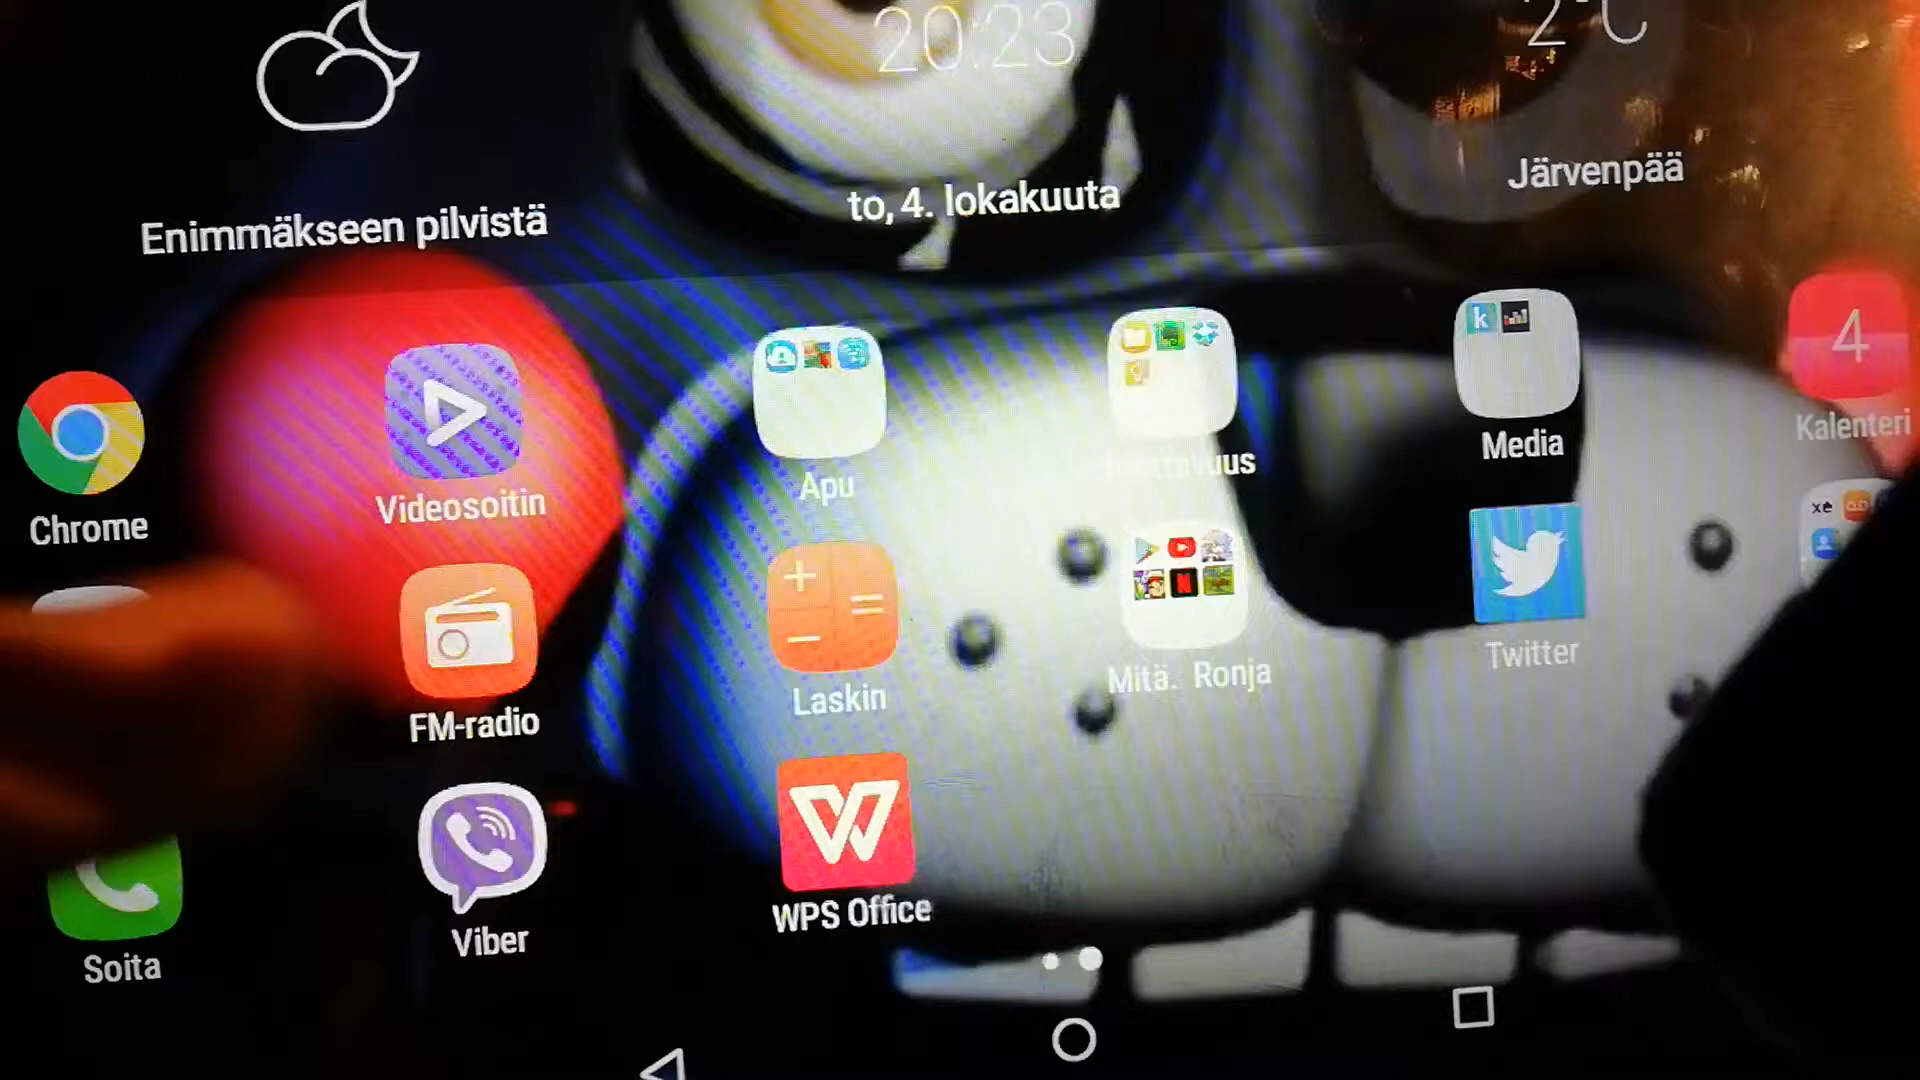 20:23
2°C
Järvenpää
to, 4. lokakuuta
Enimmäkseen pilvistä
4
k
Kalenteri
Media
Apu
Videosoitin
Chrome
xe
Mitä. Ronja
Twitter
Laskin
FM-radio
WPS Office
Viber
Soita